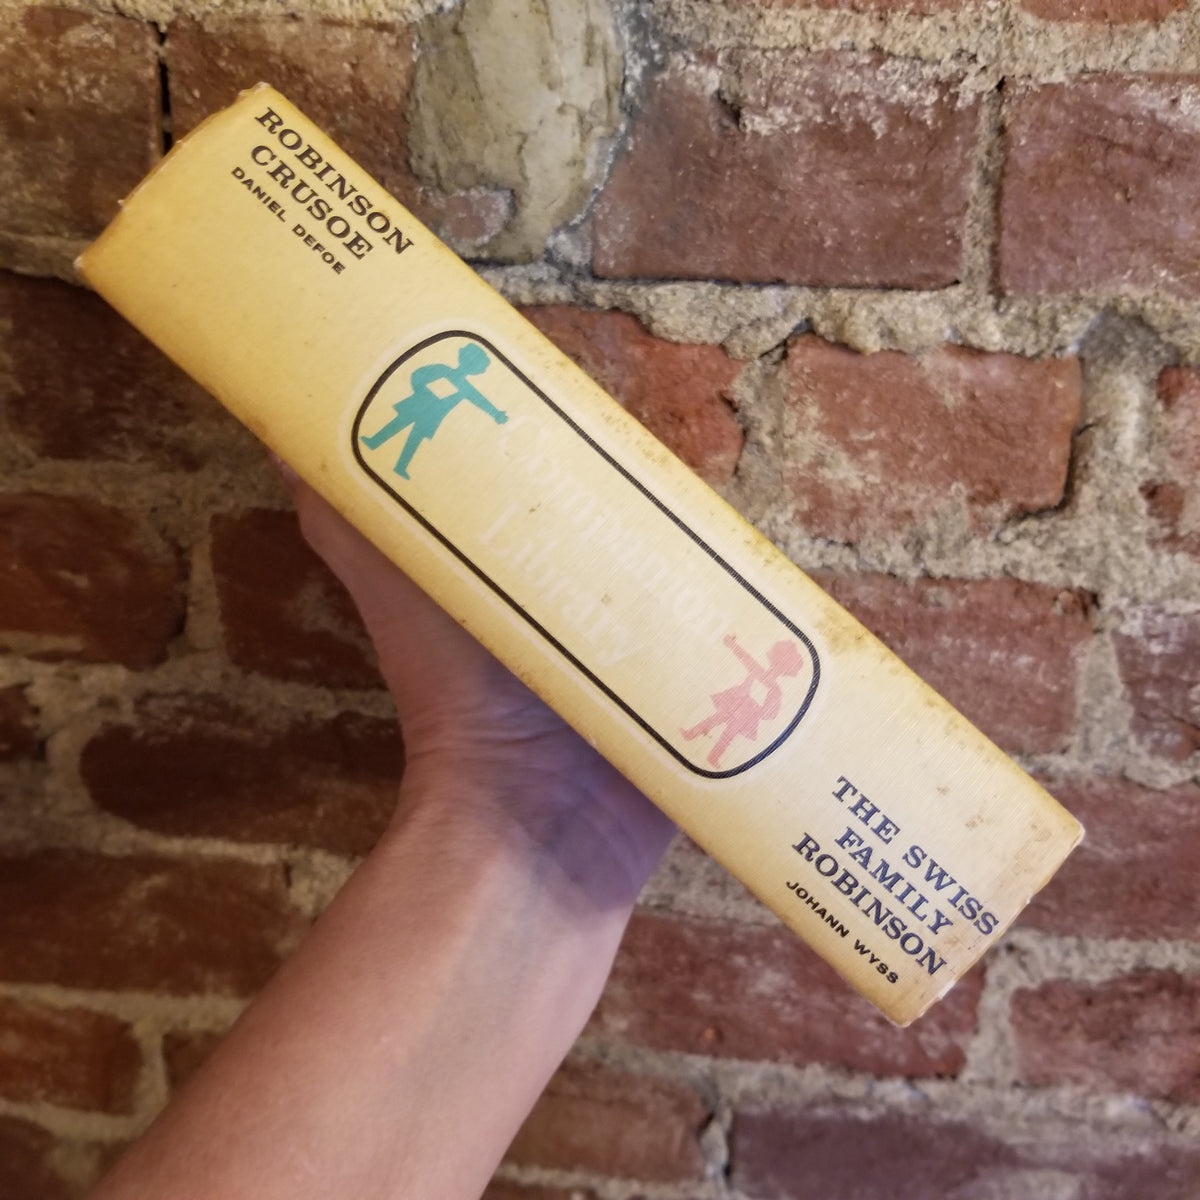 ROBINSON
CRUSOE
DANIEL DEFOE
Companion
Library
THE SWISS
FAMILY
ROBINSON
JOHANN WYSS